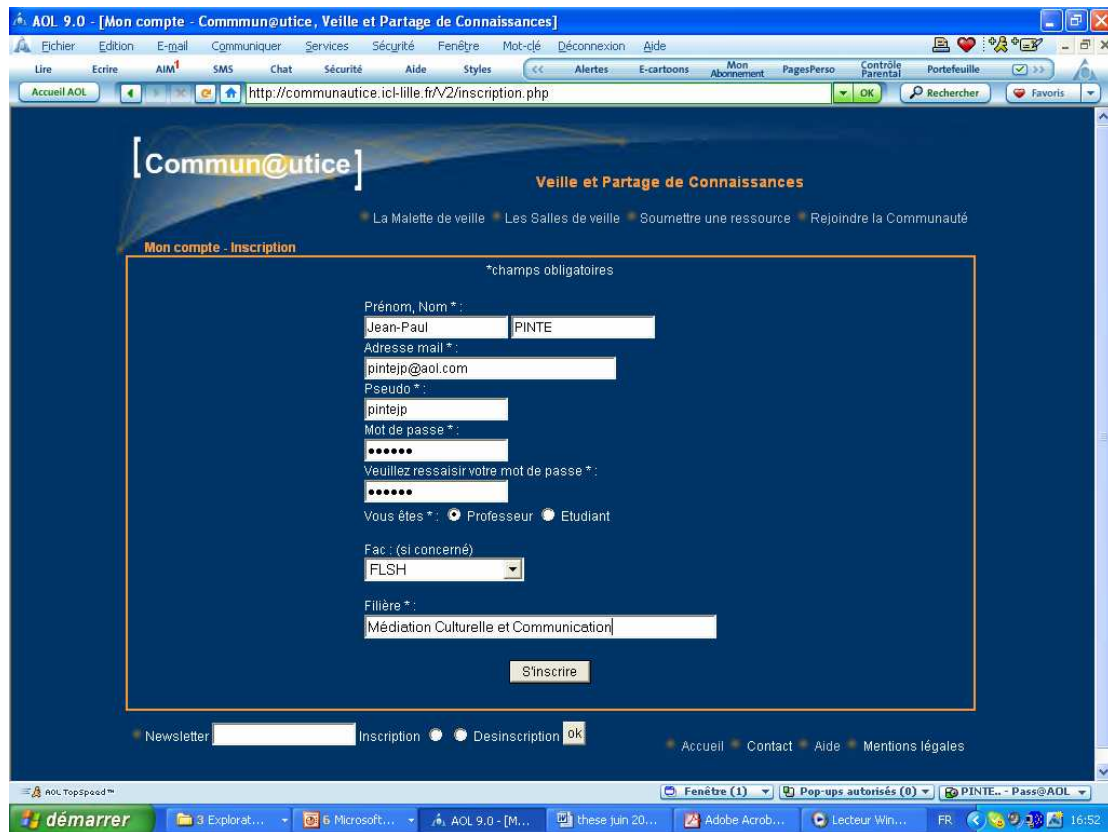 AOL 9.0 - [Mon compte - Commmun@utice, Veille et Partage de Connaissances]
Fichier Edition E-mail Communiquer Services Sécurité Fenêtre Mot-clé Déconnexion Aide
Lire Ecrire AIM 1 SMS Chat Sécurité Aide Styles << Alertes E-cartoons Mon Abonnement PagesPerso Contrôle Parental Portefeuille >>
Accueil AOL http://communautice.icl-lille.fr/V2/inscription.php OK Rechercher Favoris
[Commun@utice]
Veille et Partage de Connaissances
La Malette de veille Les Salles de veille Soumettre une ressource Rejoindre la Communauté
Mon compte - Inscription
*champs obligatoires
Prénom, Nom * :
Jean-Paul PINTE
Adresse mail * :
pintejp@aol.com
Pseudo * :
pintejp
Mot de passe * :
●●●●●●
Veuillez ressaisir votre mot de passe * :
●●●●●●
Vous êtes * : Professeur Etudiant
Fac : (si concerné)
FLSH
Filière * :
Médiation Culturelle et Communication
S'inscrire
Newsletter Inscription Desinscription ok
Accueil Contact Aide Mentions légales
AOL TopSpeed™ Fenêtre (1) Pop-ups autorisés (0) PINTE.. - Pass@AOL
démarrer 3 Explorat... 6 Microsoft... AOL 9.0 - [M... these juin 20... Adobe Acrob... Lecteur Win... FR 16:52